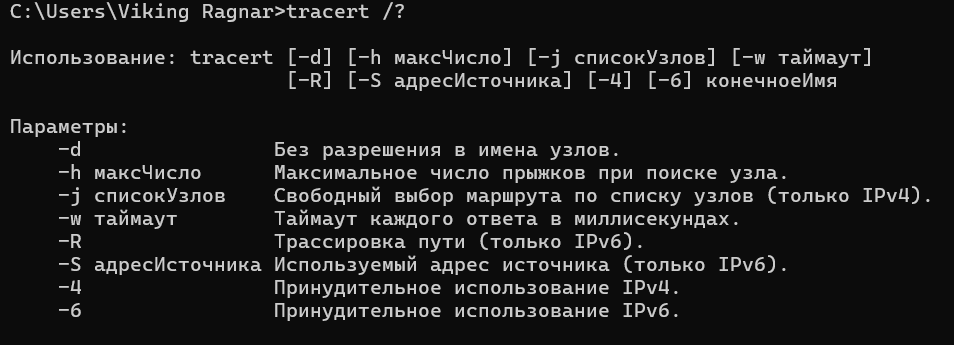 C:\Users\Viking Ragnar>tracert /?
Использование: tracert [-d] [-h максЧисло] [-j списокУзлов] [-w таймаут]
[-R] [-S адресИсточника] [-4] [-6] конечноеИмя
Параметры:
-d Без разрешения в имена узлов.
-h максЧисло Максимальное число прыжков при поиске узла.
-j списокУзлов Свободный выбор маршрута по списку узлов (только IPv4).
-w таймаут Таймаут каждого ответа в миллисекундах.
-R Трассировка пути (только IPv6).
-S адресИсточника Используемый адрес источника (только IPv6).
-4 Принудительное использование IPv4.
-6 Принудительное использование IPv6.